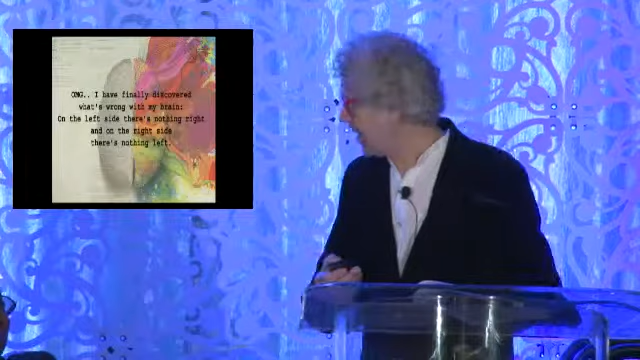 OMG.. I have finally discovered
what's wrong with my brain:
On the left side there's nothing right
and on the right side
there's nothing left.